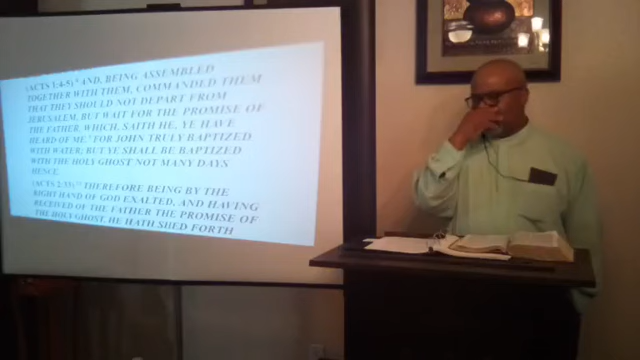 (ACTS 1:4-5) 4 AND, BEING ASSEMBLED
TOGETHER WITH THEM, COMMANDED THEM
THAT THEY SHOULD NOT DEPART FROM
JERUSALEM, BUT WAIT FOR THE PROMISE OF
THE FATHER, WHICH, SAITH HE, YE HAVE
HEARD OF ME. 5 FOR JOHN TRULY BAPTIZED
WITH WATER; BUT YE SHALL BE BAPTIZED
WITH THE HOLY GHOST NOT MANY DAYS
HENCE.
(ACTS 2:33) 33 THEREFORE BEING BY THE
RIGHT HAND OF GOD EXALTED, AND HAVING
RECEIVED OF THE FATHER THE PROMISE OF
THE HOLY GHOST, HE HATH SHED FORTH